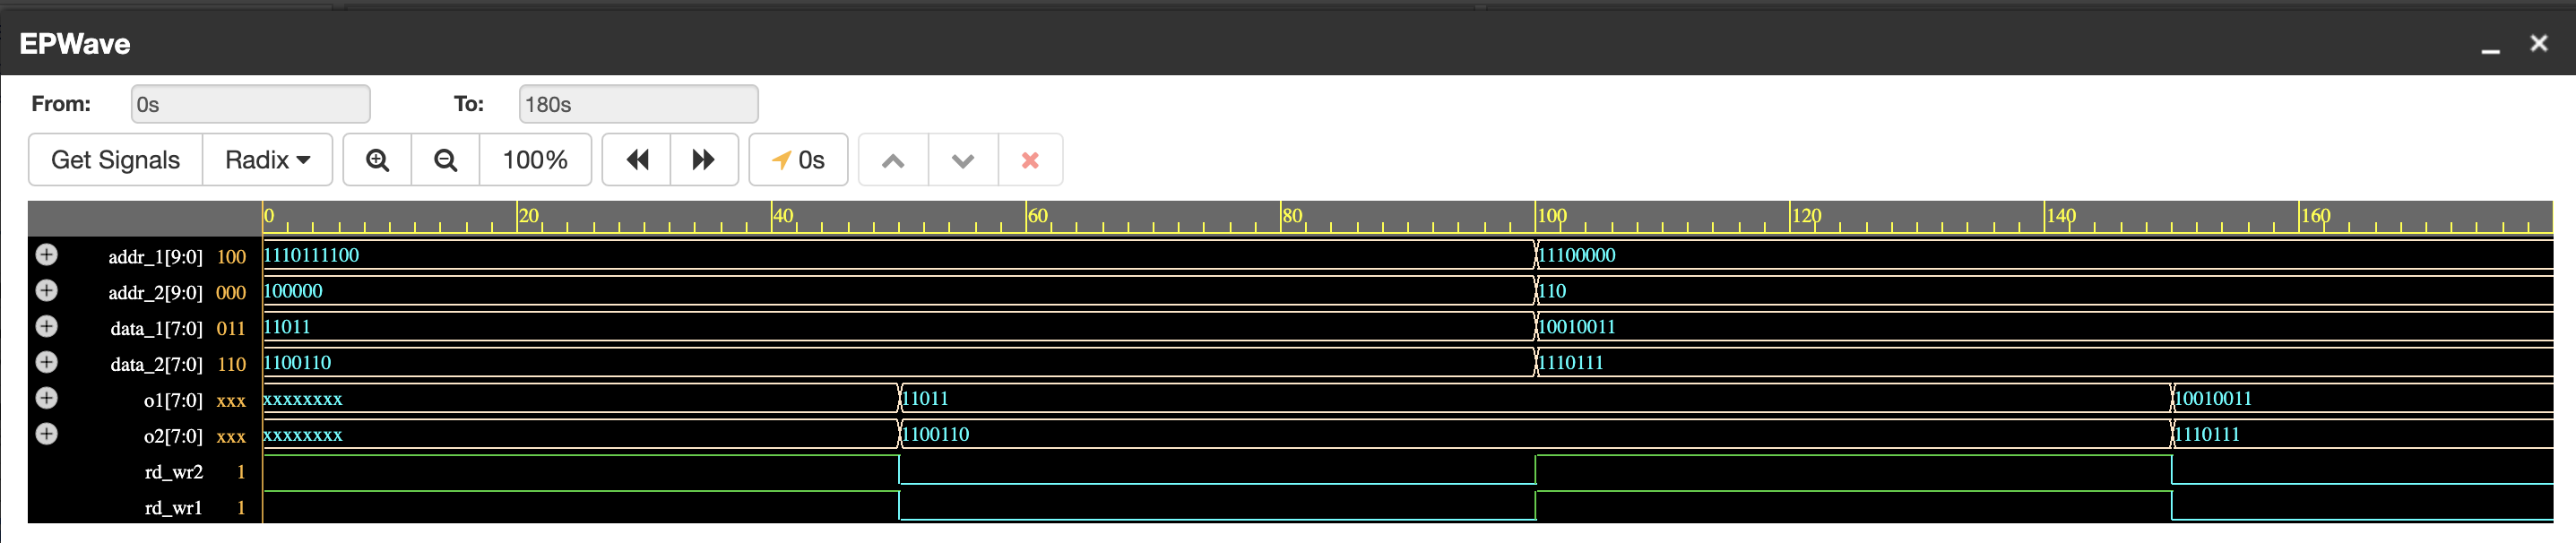 EPWave
From: 0s To: 180s
Get Signals Radix 100% 0s
0 20 40 60 80 100 120 140 160
addr_1[9:0] 100 1110111100 11100000
addr_2[9:0] 000 100000 110
data_1[7:0] 011 11011 10010011
data_2[7:0] 110 1100110 1110111
o1[7:0] xxx xxxxxxxx 11011 10010011
o2[7:0] xxx xxxxxxxx 1100110 1110111
rd_wr2 1
rd_wr1 1